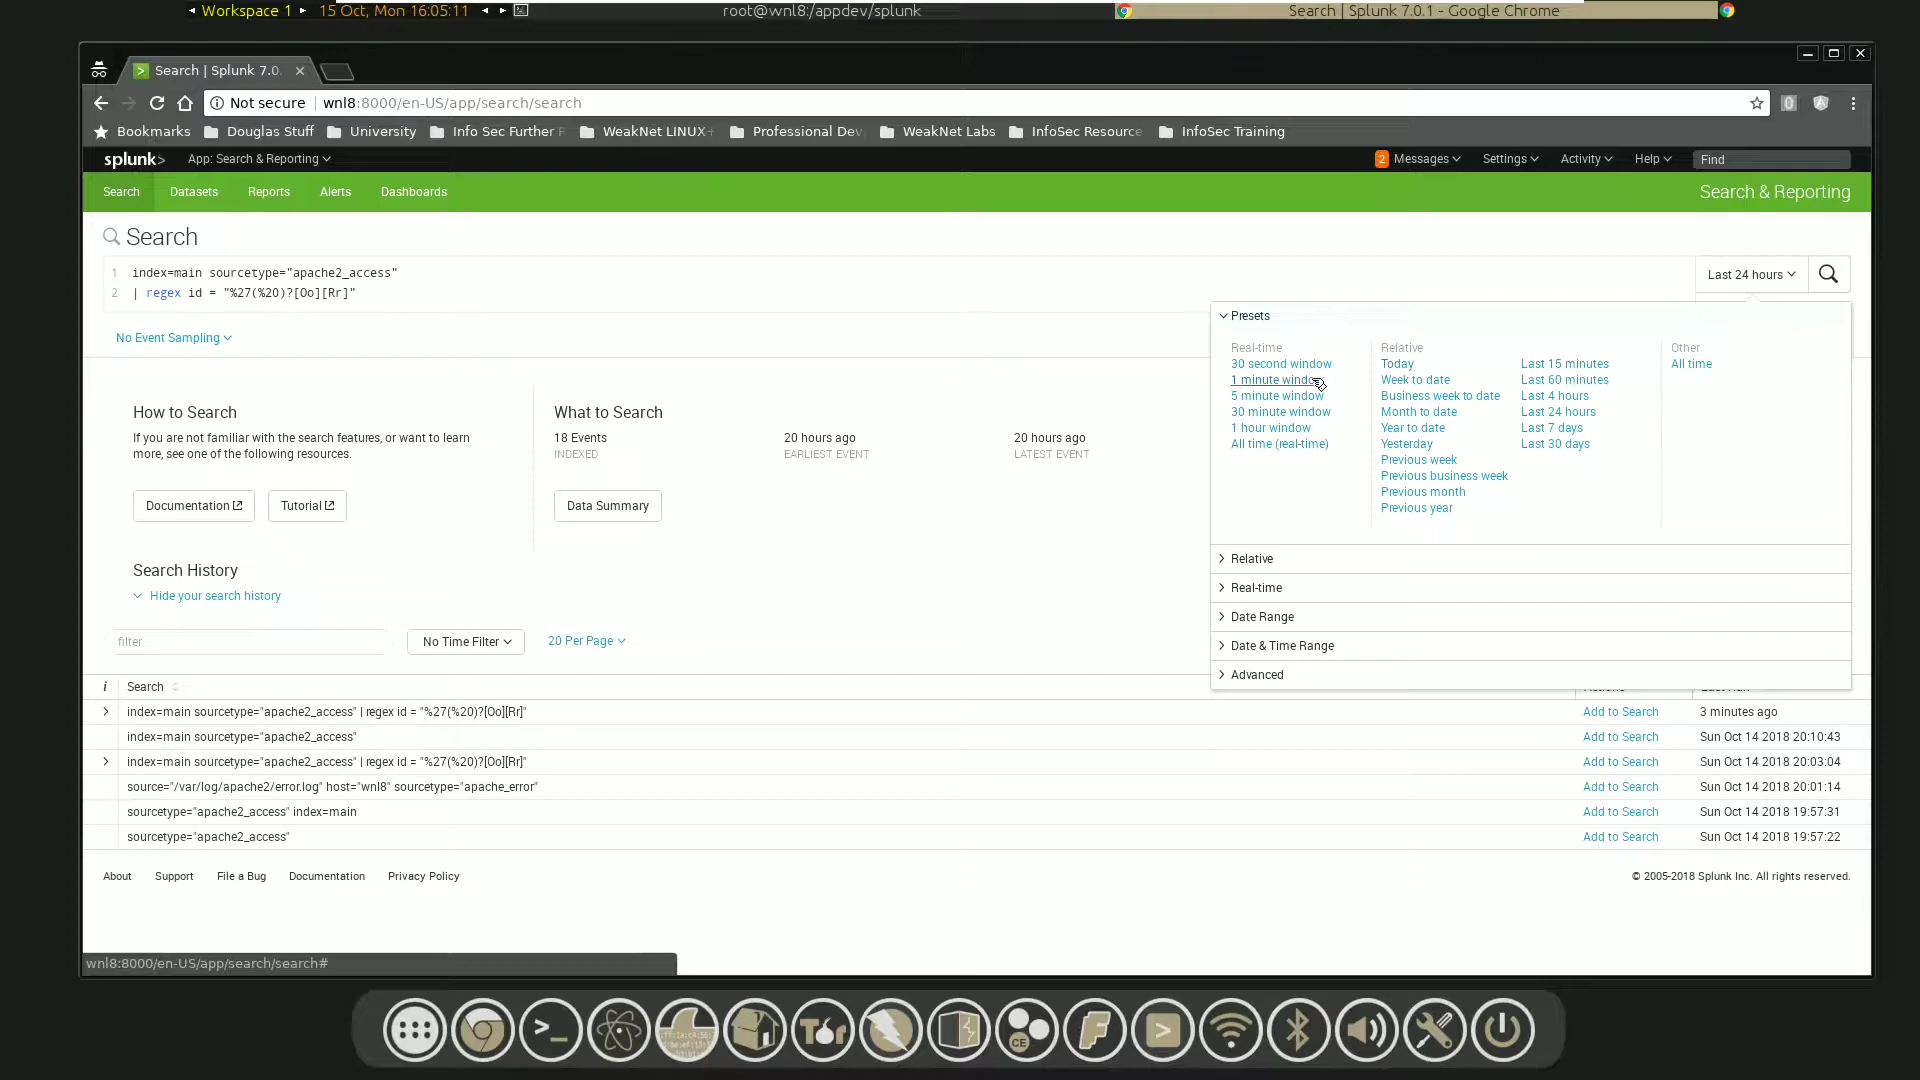 Workspace 1
15 Oct, Mon 16:05:11
root@wnl8:/appdev/splunk
Search | Splunk 7.0.1 - Google Chrome
Search | Splunk 7.0.
Not secure
wnl8:8000/en-US/app/search/search
Bookmarks
Douglas Stuff
University
Info Sec Further
WeakNet LINUX
Professional Dev
WeakNet Labs
InfoSec Resource
InfoSec Training
splunk>
App: Search & Reporting
2
Messages
Settings
Activity
Help
Find
Search
Datasets
Reports
Alerts
Dashboards
Search & Reporting
Search
1 index=main sourcetype="apache2_access"
2 | regex id = "%27(%20)?[Oo][Rr]"
Last 24 hours
No Event Sampling
Presets
Real-time
30 second window
1 minute window
5 minute window
30 minute window
1 hour window
All time (real-time)
Relative
Today
Week to date
Business week to date
Month to date
Year to date
Yesterday
Previous week
Previous business week
Previous month
Previous year
Last 15 minutes
Last 60 minutes
Last 4 hours
Last 24 hours
Last 7 days
Last 30 days
Other
All time
Relative
Real-time
Date Range
Date & Time Range
Advanced
How to Search
If you are not familiar with the search features, or want to learn
more, see one of the following resources.
Documentation
Tutorial
What to Search
18 Events
INDEXED
20 hours ago
EARLIEST EVENT
20 hours ago
LATEST EVENT
Data Summary
Search History
Hide your search history
filter
No Time Filter
20 Per Page
i
Search
index=main sourcetype="apache2_access" | regex id = "%27(%20)?[Oo][Rr]"
Add to Search
3 minutes ago
index=main sourcetype="apache2_access"
Add to Search
Sun Oct 14 2018 20:10:43
index=main sourcetype="apache2_access" | regex id = "%27(%20)?[Oo][Rr]"
Add to Search
Sun Oct 14 2018 20:03:04
source="/var/log/apache2/error.log" host="wnl8" sourcetype="apache_error"
Add to Search
Sun Oct 14 2018 20:01:14
sourcetype="apache2_access" index=main
Add to Search
Sun Oct 14 2018 19:57:31
sourcetype="apache2_access"
Add to Search
Sun Oct 14 2018 19:57:22
About
Support
File a Bug
Documentation
Privacy Policy
© 2005-2018 Splunk Inc. All rights reserved.
wnl8:8000/en-US/app/search/search#
Tor
CE